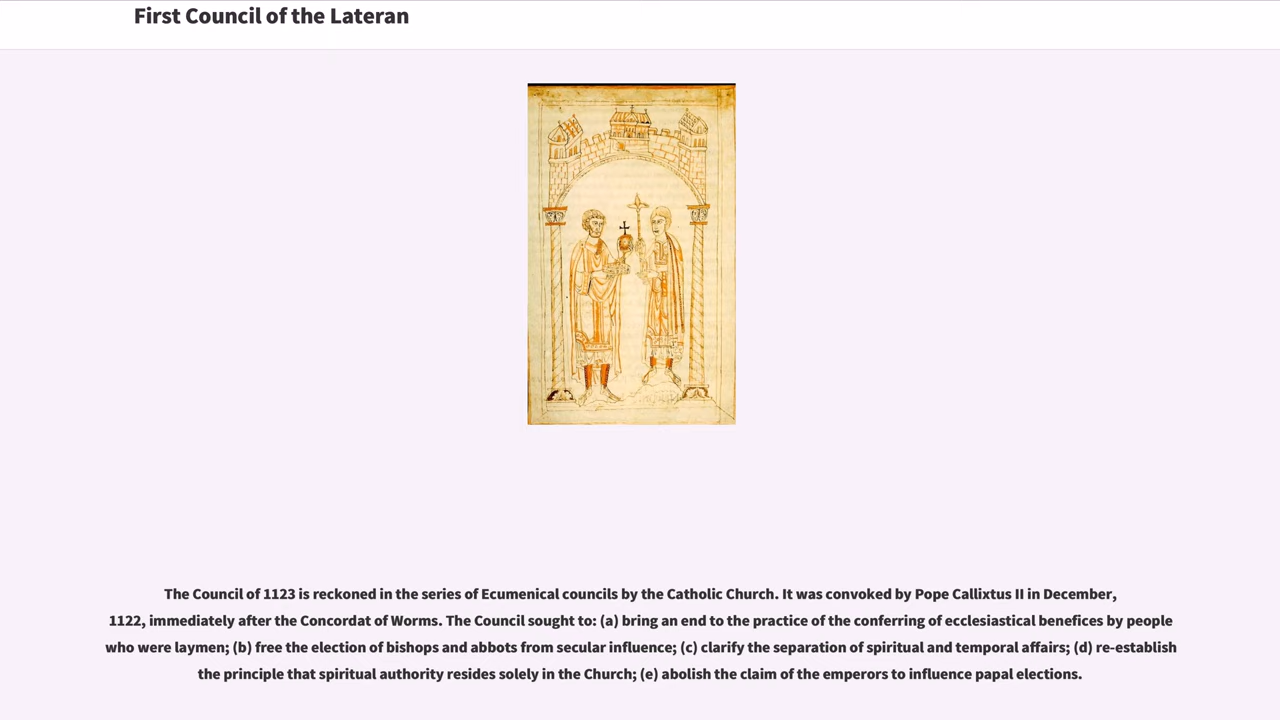 First Council of the Lateran
The Council of 1123 is reckoned in the series of Ecumenical councils by the Catholic Church. It was convoked by Pope Callixtus II in December,
1122, immediately after the Concordat of Worms. The Council sought to: (a) bring an end to the practice of the conferring of ecclesiastical benefices by people
who were laymen; (b) free the election of bishops and abbots from secular influence; (c) clarify the separation of spiritual and temporal affairs; (d) re-establish
the principle that spiritual authority resides solely in the Church; (e) abolish the claim of the emperors to influence papal elections.